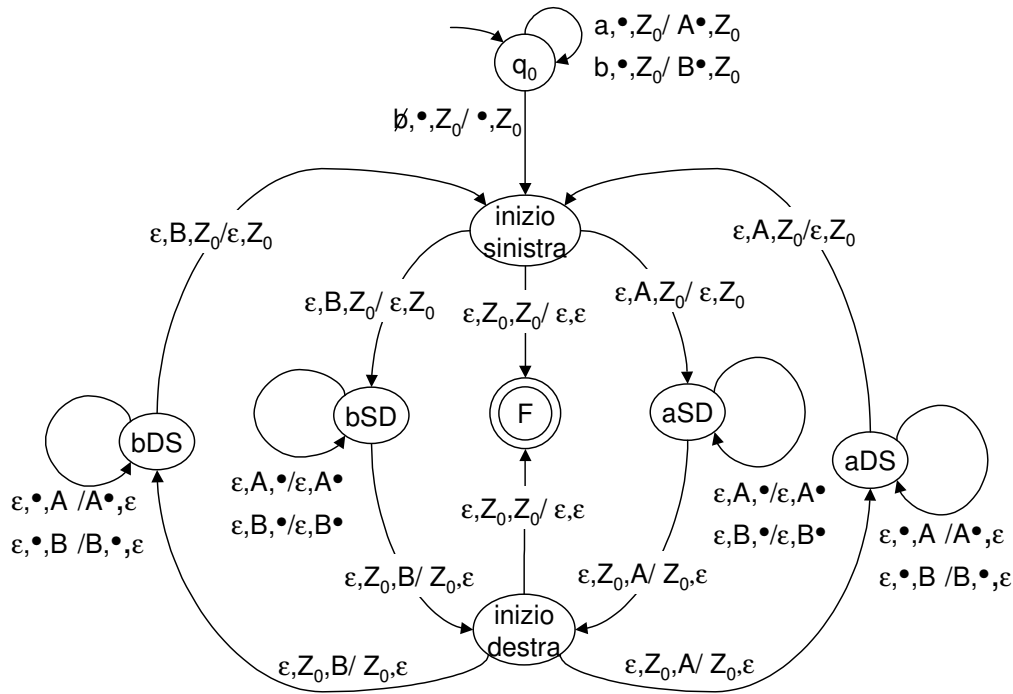 a,•,Z₀/ A•,Z₀
q₀
b,•,Z₀/ B•,Z₀
ƀ,•,Z₀/ •,Z₀
inizio
sinistra
ε,B,Z₀/ε,Z₀
ε,A,Z₀/ε,Z₀
ε,B,Z₀/ ε,Z₀
ε,A,Z₀/ ε,Z₀
ε,Z₀,Z₀/ ε,ε
bDS
bSD
F
aSD
aDS
ε,•,A /A•,ε
ε,•,B /B,•,ε
ε,A,•/ε,A•
ε,B,•/ε,B•
ε,Z₀,Z₀/ ε,ε
ε,A,•/ε,A•
ε,B,•/ε,B•
ε,•,A /A•,ε
ε,•,B /B,•,ε
ε,Z₀,B/ Z₀,ε
ε,Z₀,A/ Z₀,ε
inizio
destra
ε,Z₀,B/ Z₀,ε
ε,Z₀,A/ Z₀,ε